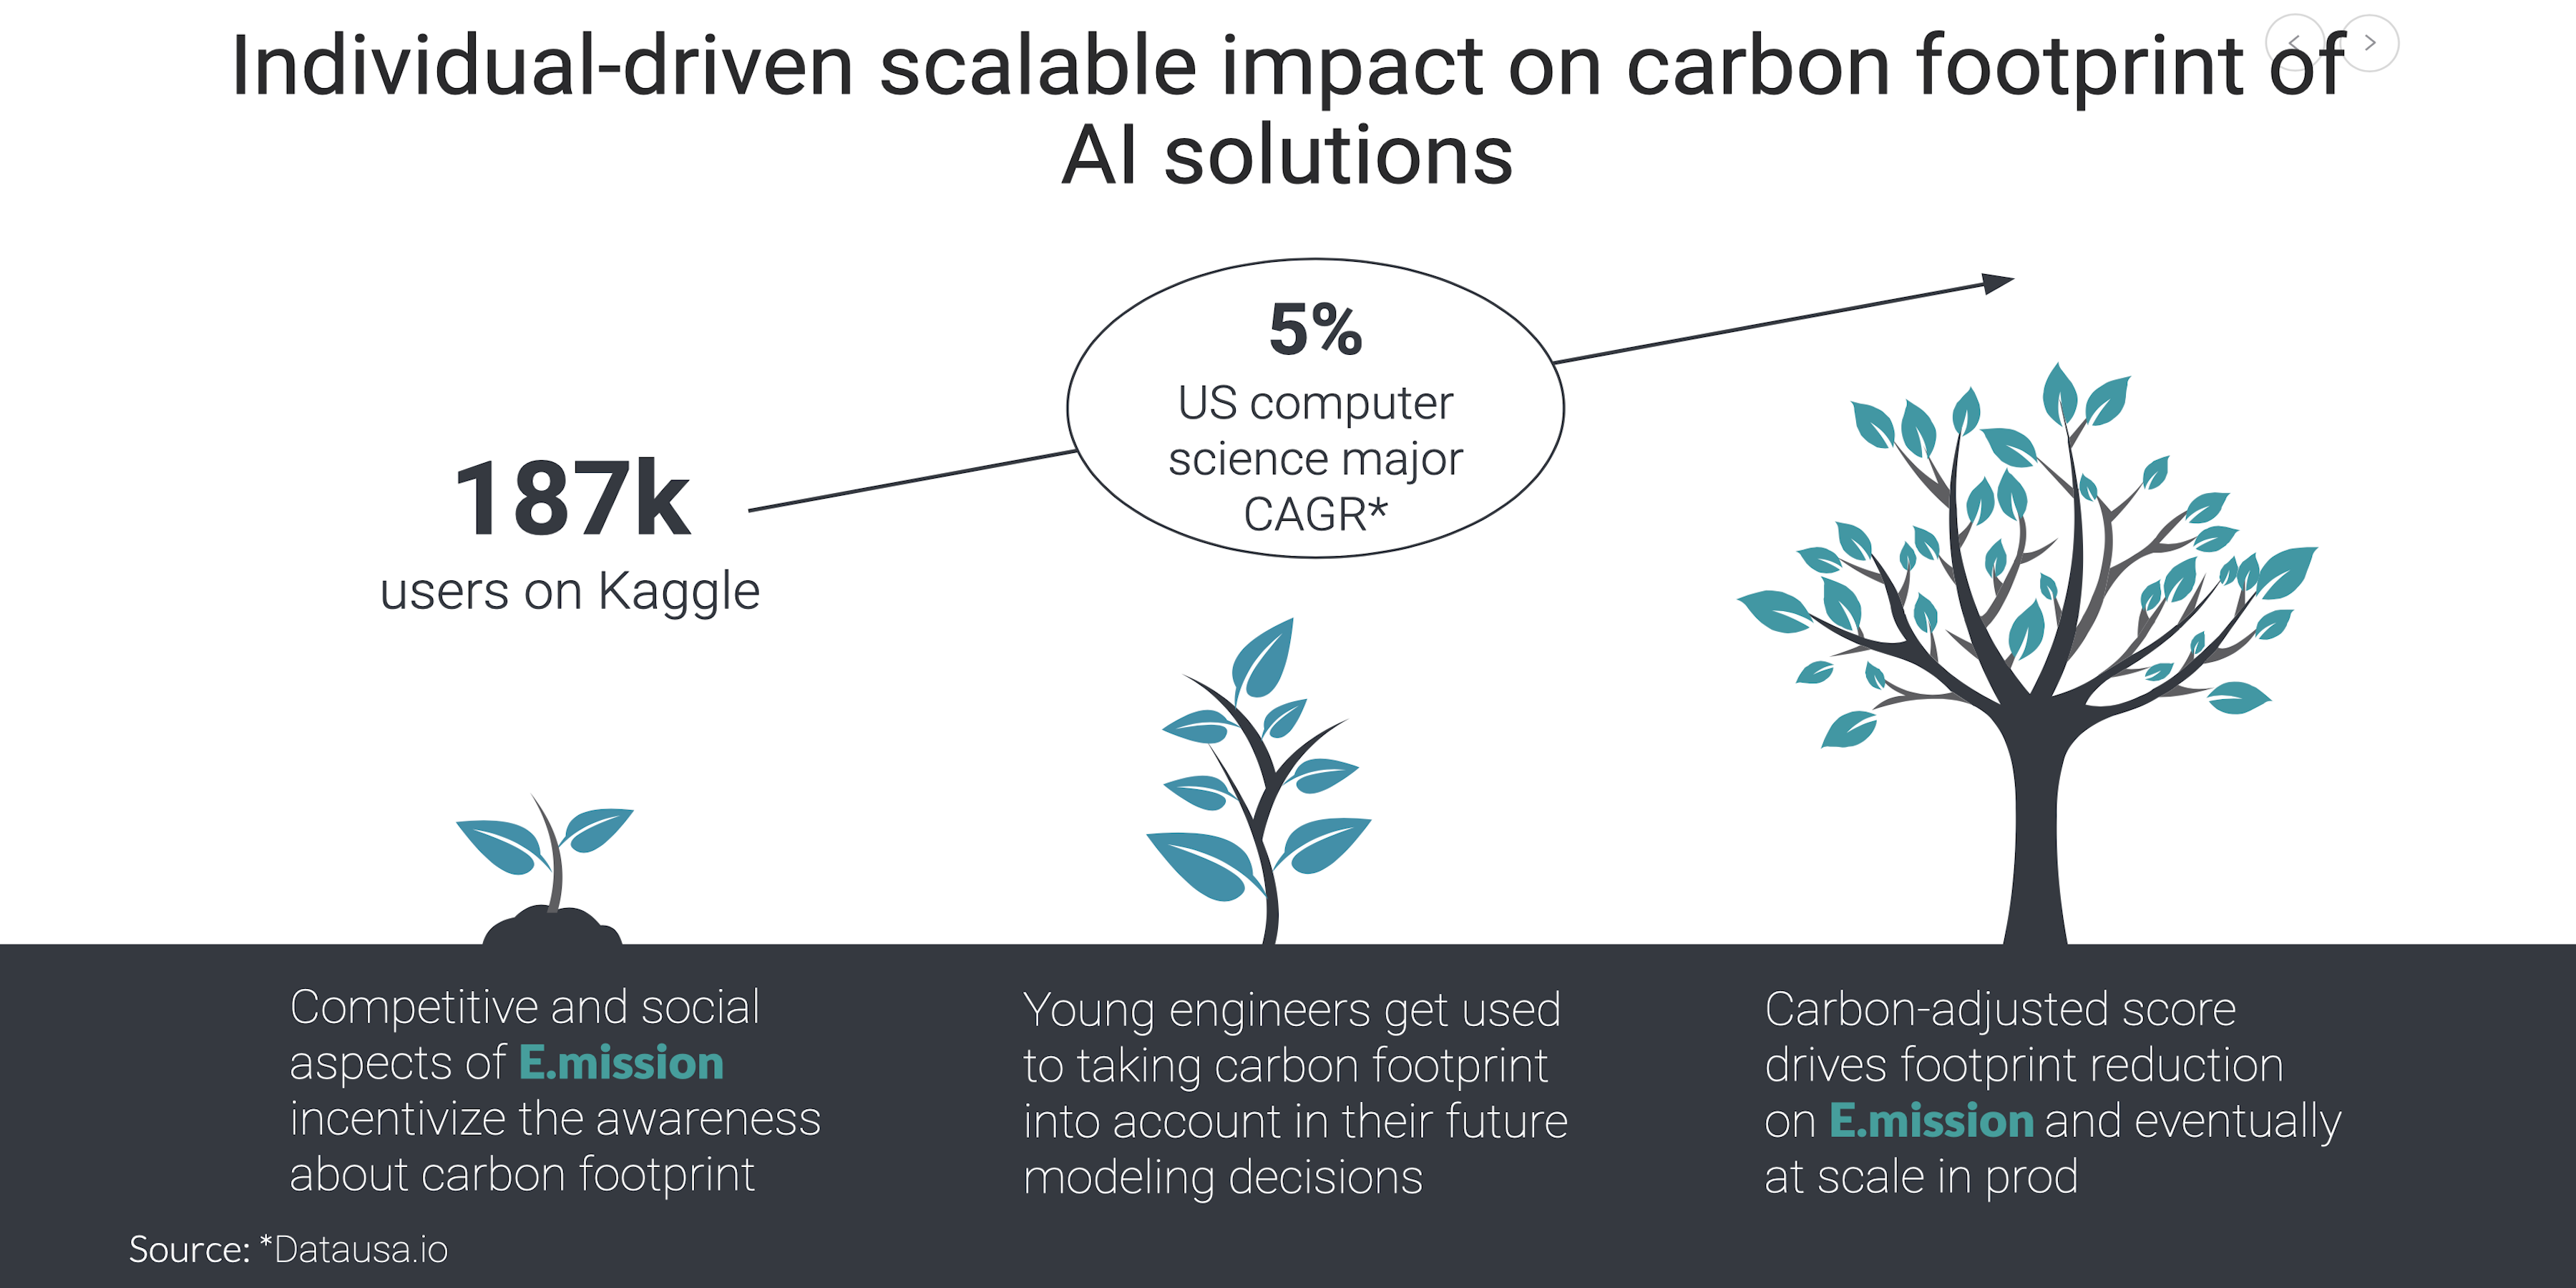 Individual-driven scalable impact on carbon footprint of
AI solutions
187k
users on Kaggle
5%
US computer
science major
CAGR*
Competitive and social
aspects of E.mission
incentivize the awareness
about carbon footprint
Young engineers get used
to taking carbon footprint
into account in their future
modeling decisions
Carbon-adjusted score
drives footprint reduction
on E.mission and eventually
at scale in prod
Source: *Datausa.io